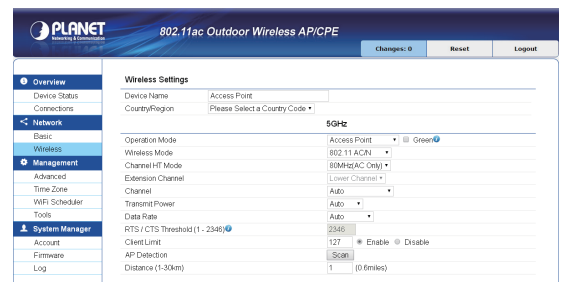 PLANET
Networking & Communication
802.11ac Outdoor Wireless AP/CPE
Changes: 0 Reset Logout
Overview
Device Status
Connections
Network
Basic
Wireless
Management
Advanced
Time Zone
WiFi Scheduler
Tools
System Manager
Account
Firmware
Log
Wireless Settings
Device Name Access Point
Country/Region Please Select a Country Code
5GHz
Operation Mode Access Point Green
Wireless Mode 802.11 AC/N
Channel HT Mode 80MHz(AC Only)
Extension Channel Lower Channel
Channel Auto
Transmit Power Auto
Data Rate Auto
RTS / CTS Threshold (1 - 2346) 2346
Client Limit 127 Enable Disable
AP Detection Scan
Distance (1-30km) 1 (0.6miles)